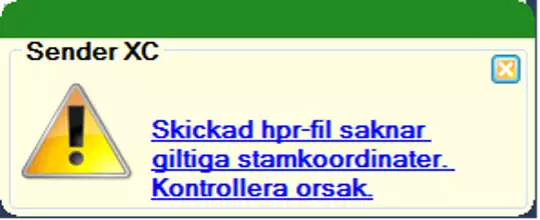 Sender XC
Skickad hpr-fil saknar
giltiga stamkoordinater.
Kontrollera orsak.